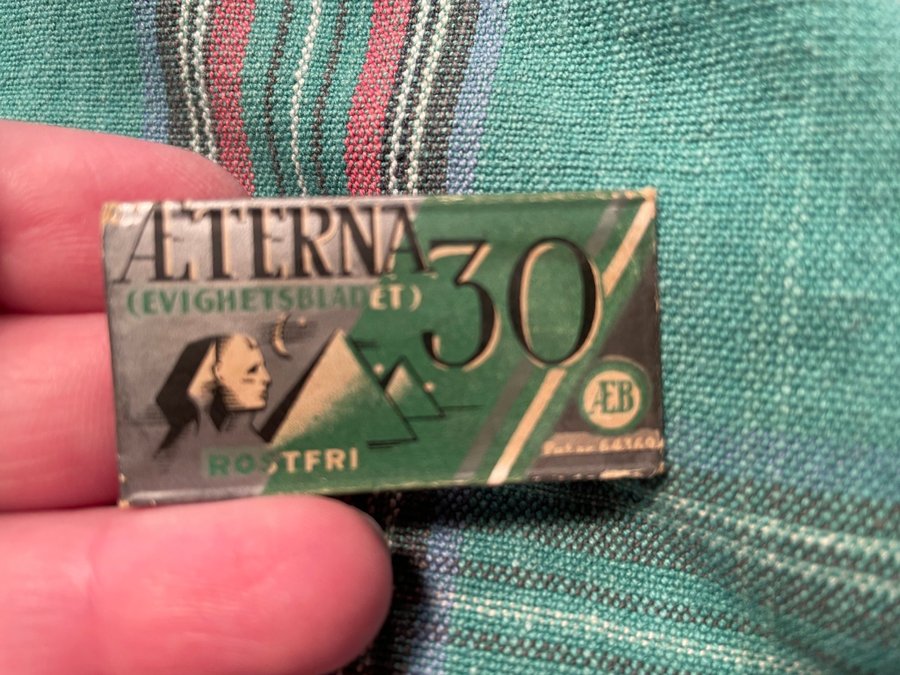 ÆTERNA
(EVIGHETSBLADET)
30
ROSTFRI
ÆB